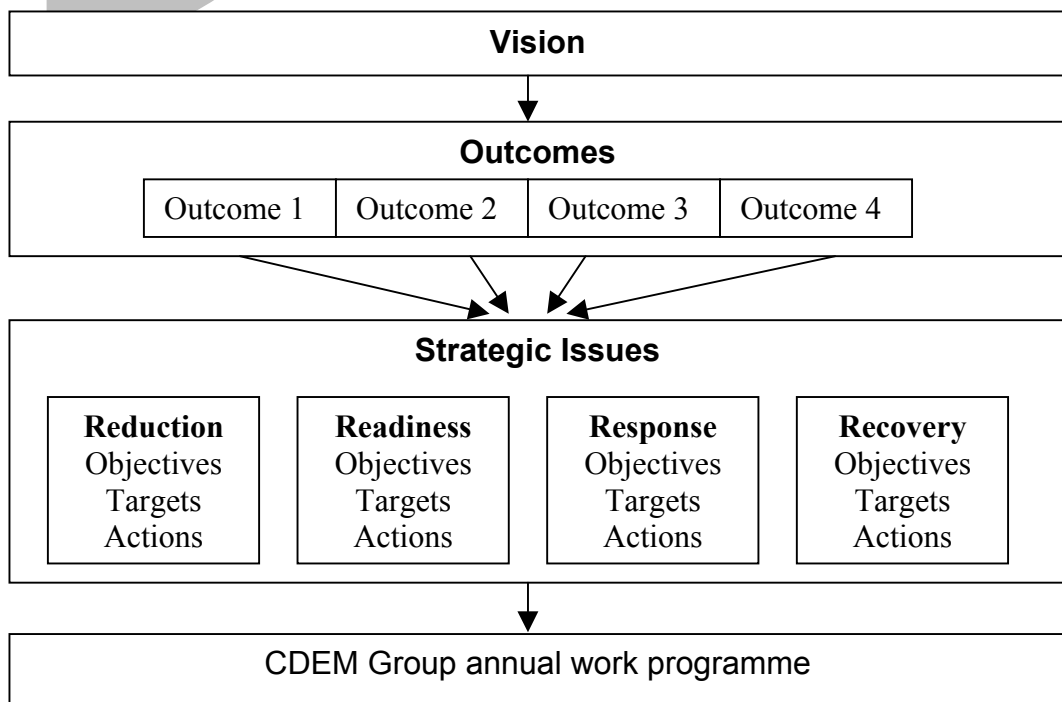 Vision
Outcomes
Outcome 1 Outcome 2 Outcome 3 Outcome 4
Strategic Issues
Reduction
Objectives
Targets
Actions
Readiness
Objectives
Targets
Actions
Response
Objectives
Targets
Actions
Recovery
Objectives
Targets
Actions
CDEM Group annual work programme